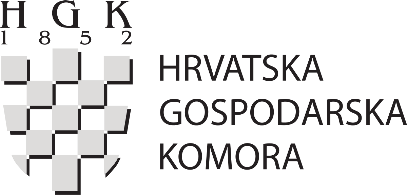 HGK
1852
HRVATSKA
GOSPODARSKA
KOMORA